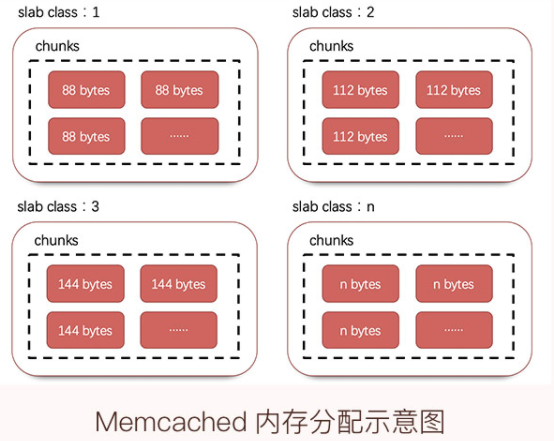 slab class：1
chunks
88 bytes 88 bytes
88 bytes ······
slab class：2
chunks
112 bytes 112 bytes
112 bytes ······
slab class：3
chunks
144 bytes 144 bytes
144 bytes ······
slab class：n
chunks
n bytes n bytes
n bytes ······
Memcached 内存分配示意图